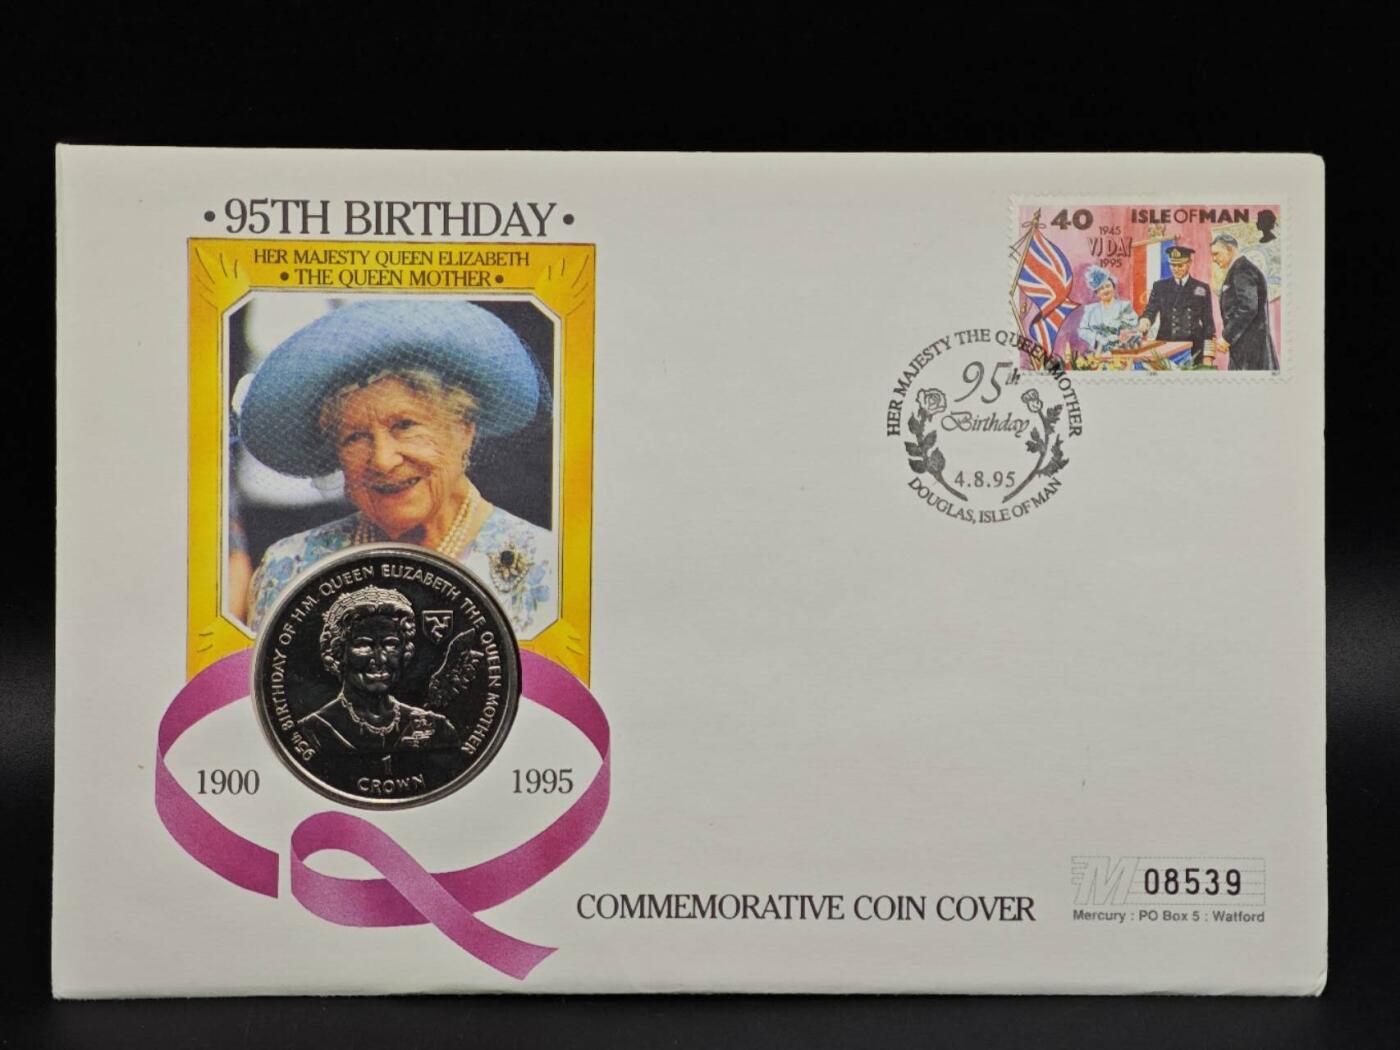 • 95TH BIRTHDAY •
HER MAJESTY QUEEN ELIZABETH
• THE QUEEN MOTHER •
95th BIRTHDAY OF H.M. QUEEN ELIZABETH THE QUEEN MOTHER
1
CROWN
1900
1995
40
ISLE OF MAN
1945
VJ DAY
1995
HER MAJESTY THE QUEEN MOTHER
95th
Birthday
4.8.95
DOUGLAS, ISLE OF MAN
COMMEMORATIVE COIN COVER
M 08539
Mercury : PO Box 5 : Watford